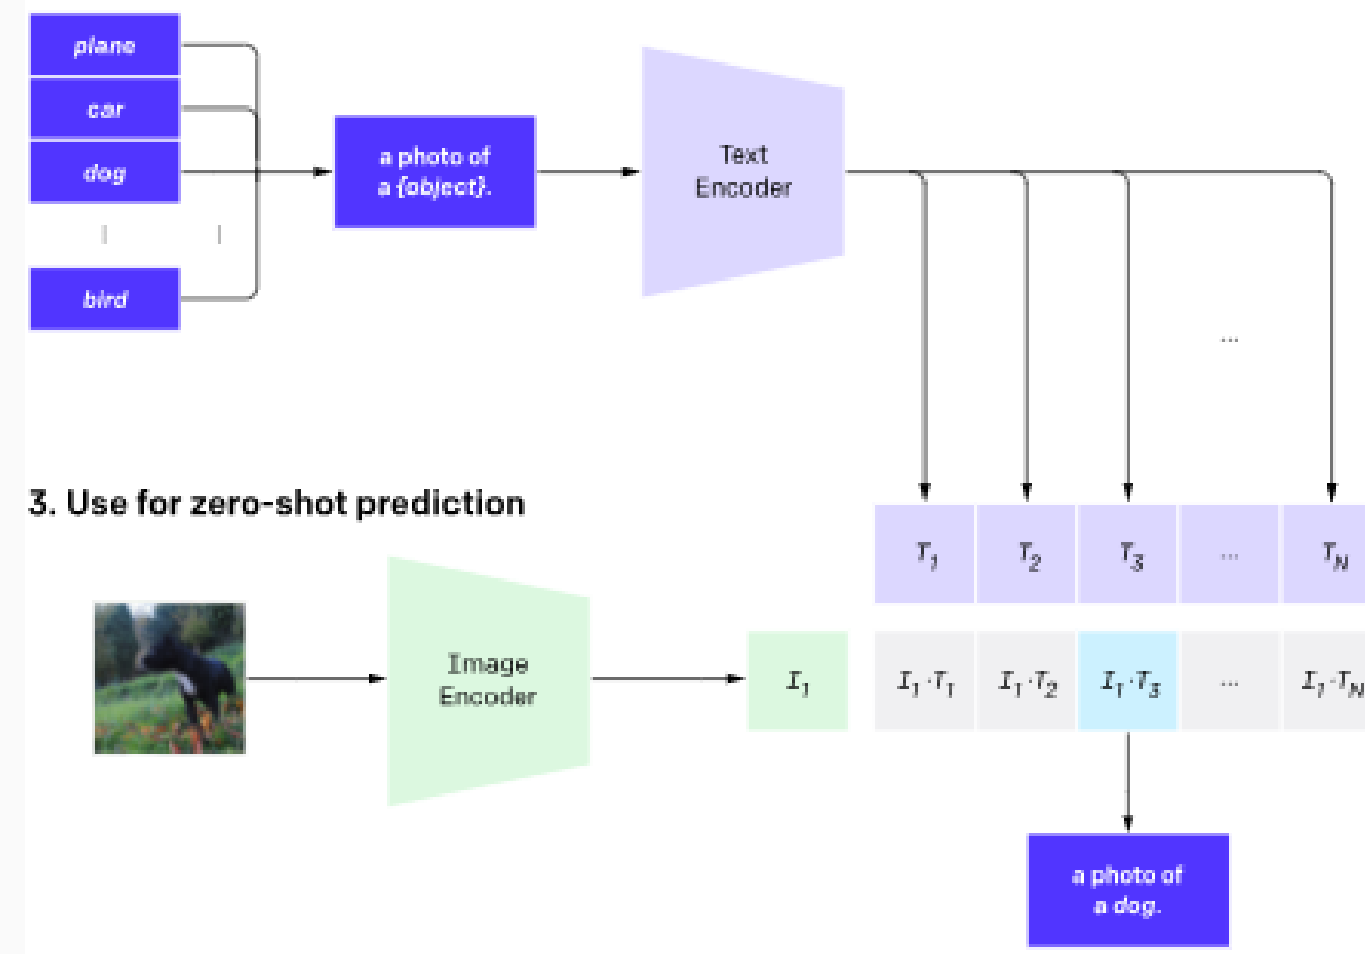 plane
car
dog
bird
a photo of
a {object}.
Text
Encoder
...
3. Use for zero-shot prediction
T1 T2 T3 ... TN
Image
Encoder
I1
I1·T1 I1·T2 I1·T3 ... I1·TN
a photo of
a dog.